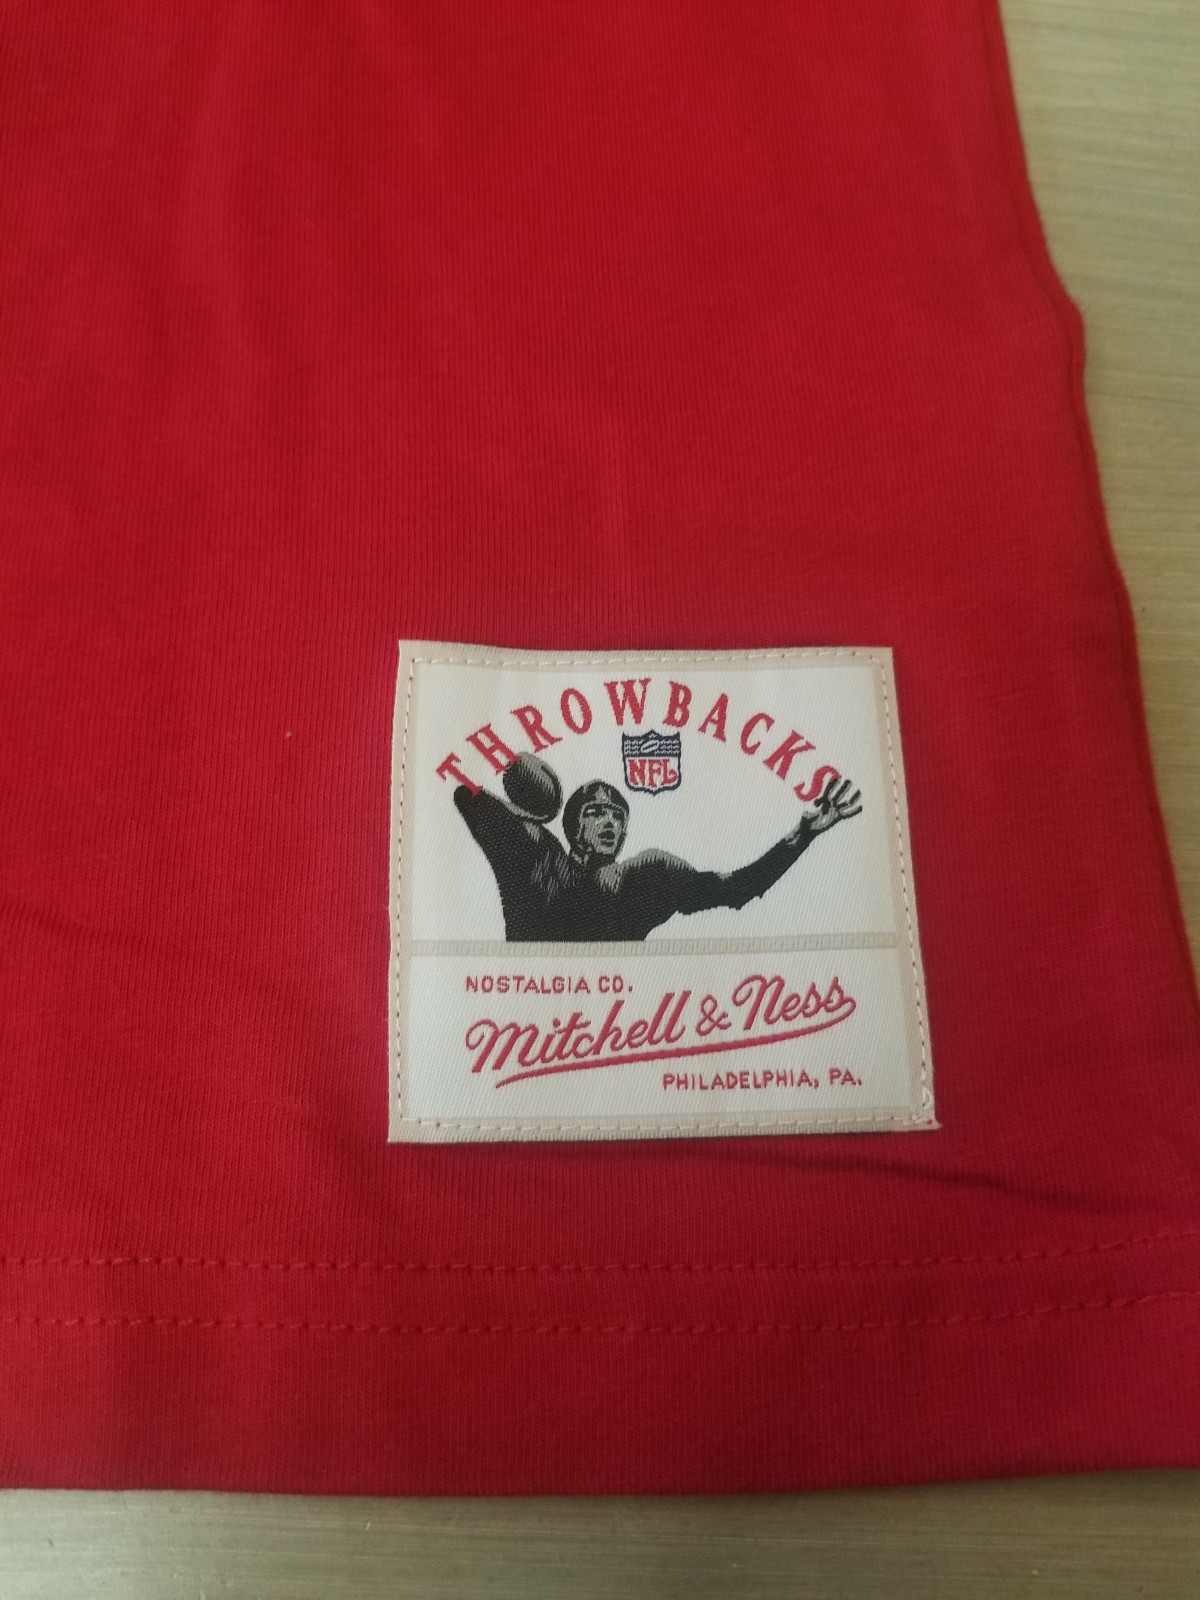 THROWBACKS
NFL
NOSTALGIA CO.
Mitchell & Ness
PHILADELPHIA, PA.